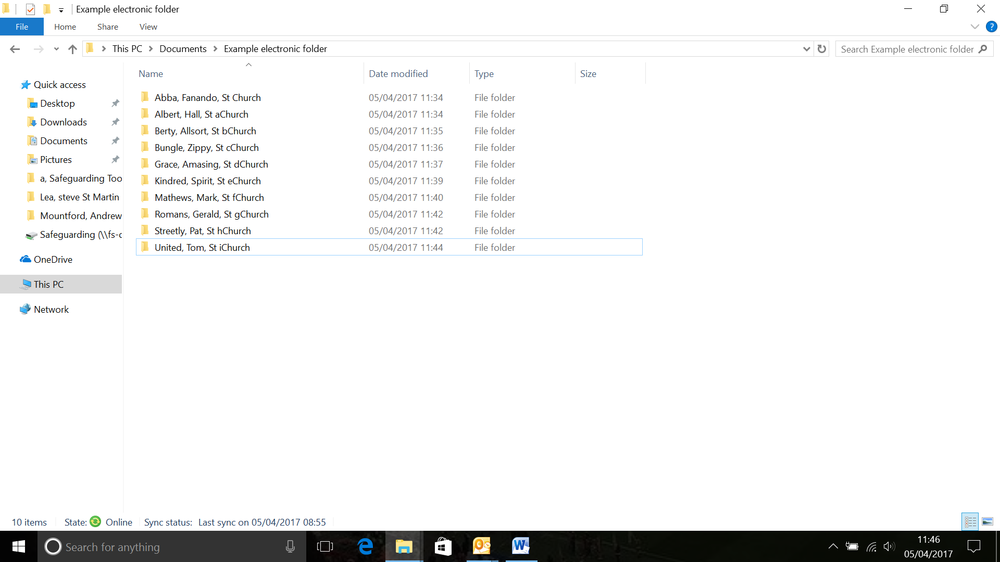 Example electronic folder
File Home Share View
?
This PC Documents Example electronic folder
Search Example electronic folder
Name Date modified Type Size
Quick access
Desktop
Downloads
Documents
Pictures
a, Safeguarding Too
Lea, steve St Martin
Mountford, Andrew
Safeguarding (\\fs-c
OneDrive
This PC
Network
Abba, Fanando, St Church 05/04/2017 11:34 File folder
Albert, Hall, St aChurch 05/04/2017 11:34 File folder
Berty, Allsort, St bChurch 05/04/2017 11:35 File folder
Bungle, Zippy, St cChurch 05/04/2017 11:36 File folder
Grace, Amasing, St dChurch 05/04/2017 11:37 File folder
Kindred, Spirit, St eChurch 05/04/2017 11:39 File folder
Mathews, Mark, St fChurch 05/04/2017 11:40 File folder
Romans, Gerald, St gChurch 05/04/2017 11:42 File folder
Streetly, Pat, St hChurch 05/04/2017 11:42 File folder
United, Tom, St iChurch 05/04/2017 11:44 File folder
10 items State: Online Sync status: Last sync on 05/04/2017 08:55
Search for anything
11:46
05/04/2017